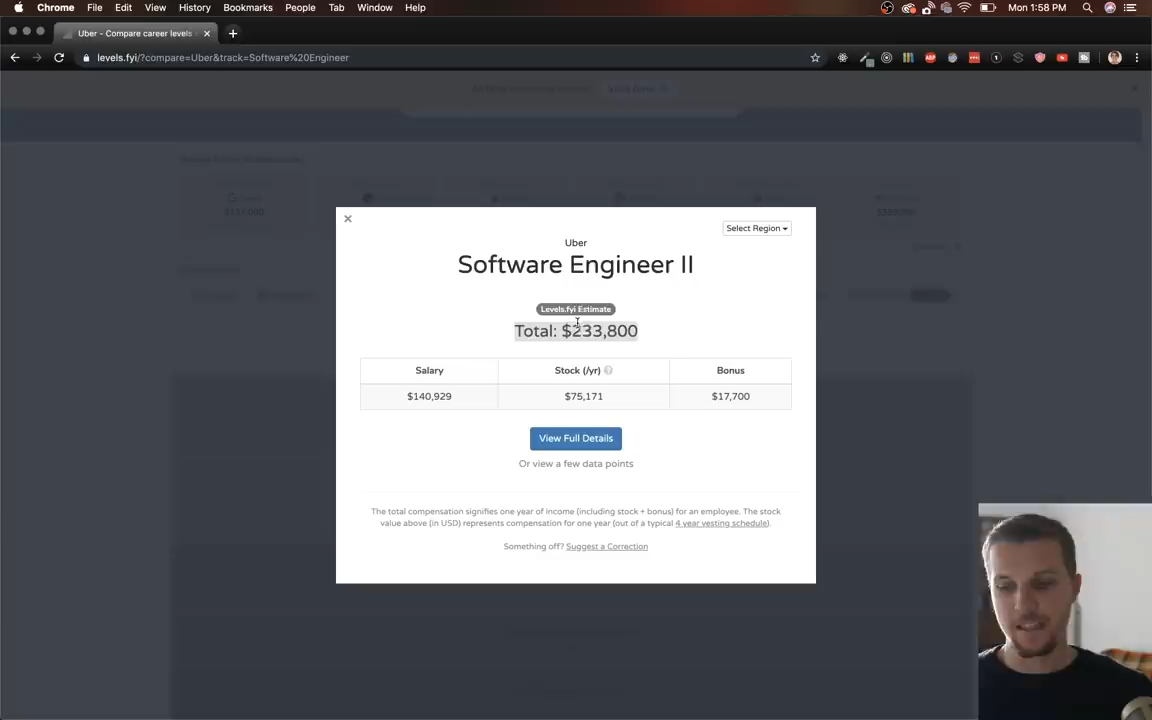 Chrome File Edit View History Bookmarks People Tab Window Help Mon 1:58 PM
Uber - Compare career levels
levels.fyi/?compare=Uber&track=Software%20Engineer
Select Region
Uber
Software Engineer II
Levels.fyi Estimate
Total: $233,800
Salary Stock (/yr) Bonus
$140,929 $75,171 $17,700
View Full Details
Or view a few data points
The total compensation signifies one year of income (including stock + bonus) for an employee. The stock
value above (in USD) represents compensation for one year (out of a typical 4 year vesting schedule).
Something off? Suggest a Correction